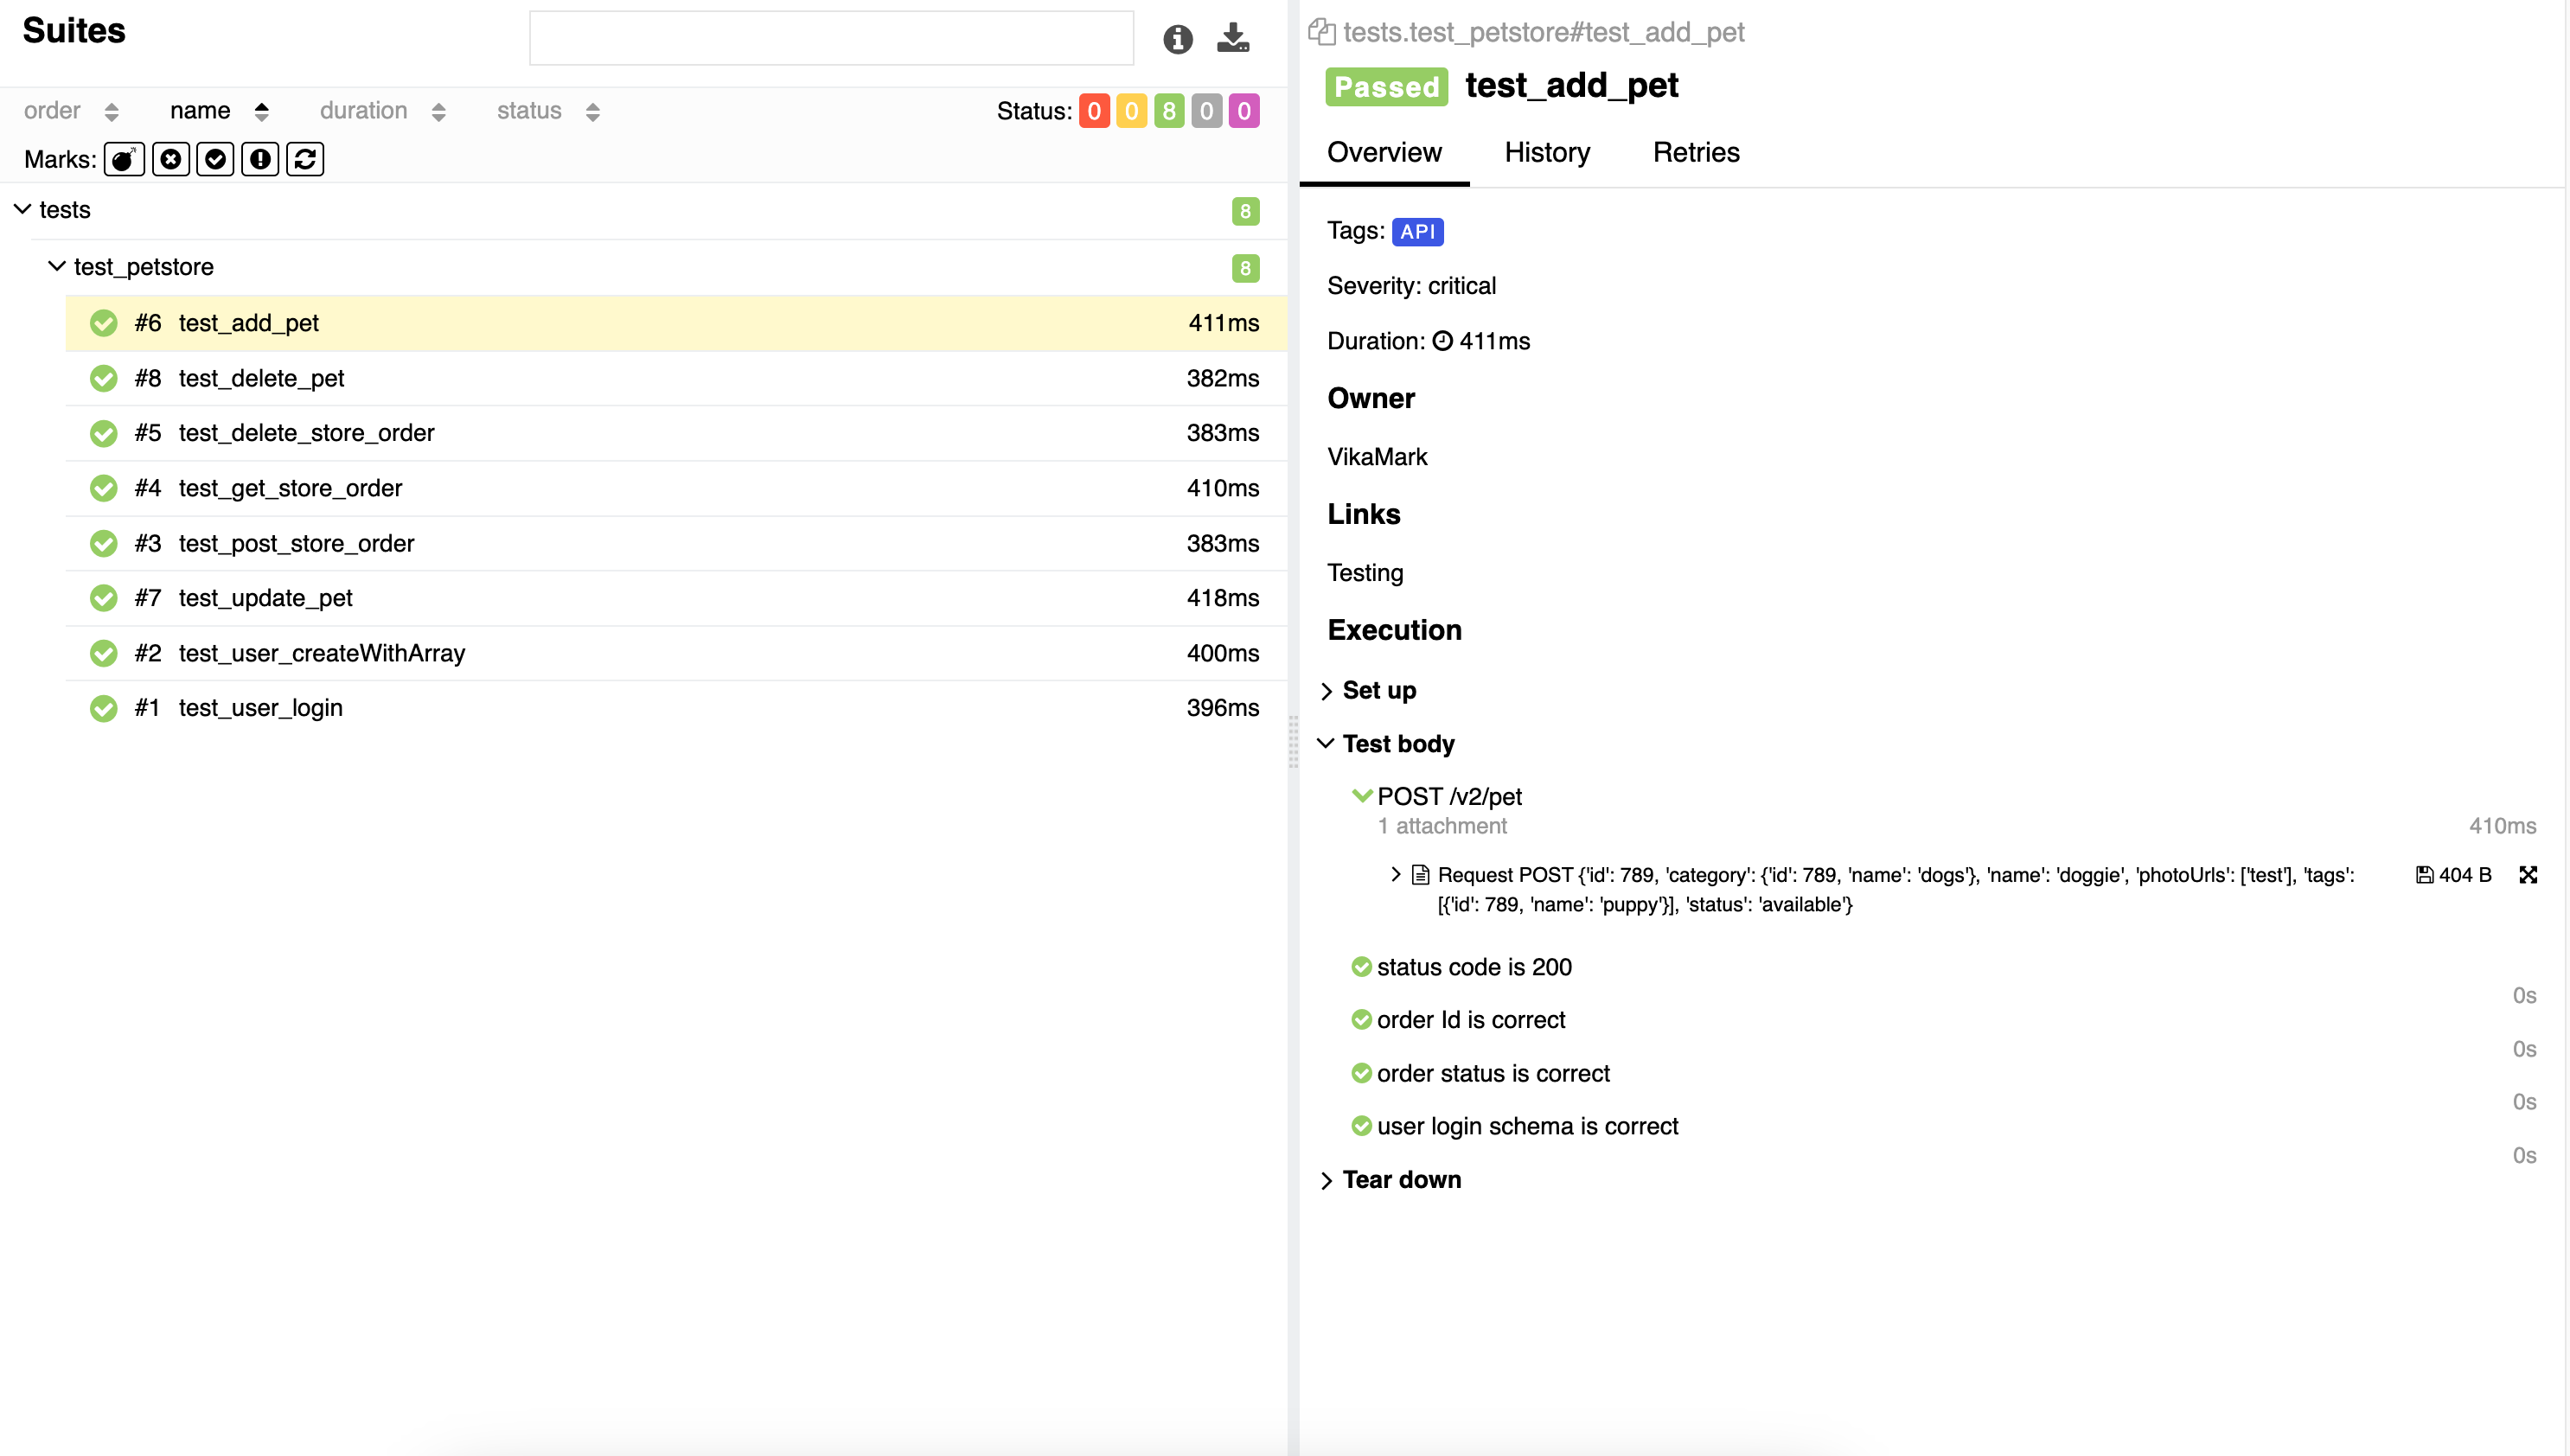 Suites
order name duration status Status: 0 0 8 0 0
Marks:
tests 8
test_petstore 8
#6 test_add_pet 411ms
#8 test_delete_pet 382ms
#5 test_delete_store_order 383ms
#4 test_get_store_order 410ms
#3 test_post_store_order 383ms
#7 test_update_pet 418ms
#2 test_user_createWithArray 400ms
#1 test_user_login 396ms
tests.test_petstore#test_add_pet
Passed test_add_pet
Overview History Retries
Tags: API
Severity: critical
Duration: 411ms
Owner
VikaMark
Links
Testing
Execution
Set up
Test body
POST /v2/pet
1 attachment 410ms
Request POST {'id': 789, 'category': {'id': 789, 'name': 'dogs'}, 'name': 'doggie', 'photoUrls': ['test'], 'tags': 404 B
[{'id': 789, 'name': 'puppy'}], 'status': 'available'}
status code is 200
0s
order Id is correct
0s
order status is correct
0s
user login schema is correct
0s
Tear down